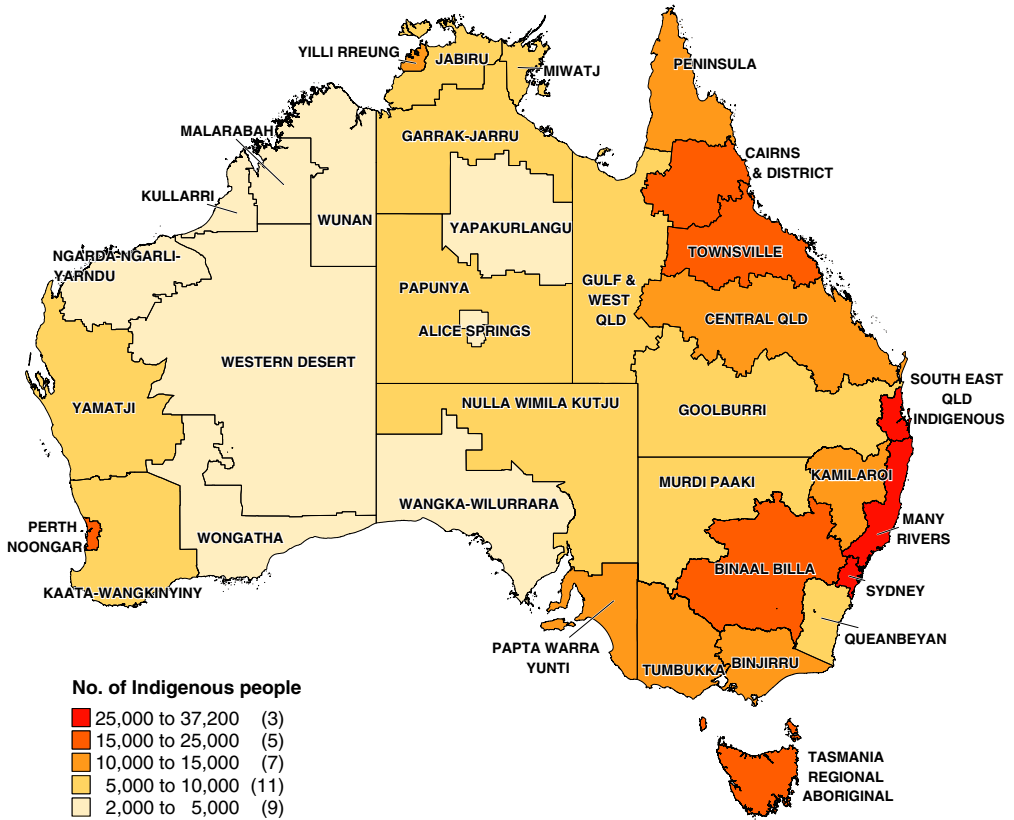 YILLI RREUNG
JABIRU
MIWATJ
PENINSULA
MALARABAH
GARRAK-JARRU
CAIRNS
& DISTRICT
KULLARRI
WUNAN
YAPAKURLANGU
TOWNSVILLE
NGARDA-NGARLI-
YARNDU
PAPUNYA
GULF &
WEST
QLD
CENTRAL QLD
ALICE SPRINGS
WESTERN DESERT
SOUTH EAST
QLD
INDIGENOUS
YAMATJI
NULLA WIMILA KUTJU
GOOLBURRI
MURDI PAAKI
KAMILAROI
WANGKA-WILURRARA
PERTH
NOONGAR
WONGATHA
MANY
RIVERS
BINAAL BILLA
SYDNEY
KAATA-WANGKINYINY
QUEANBEYAN
PAPTA WARRA
YUNTI
TUMBUKKA
BINJIRRU
No. of Indigenous people
25,000 to 37,200 (3)
15,000 to 25,000 (5)
10,000 to 15,000 (7)
5,000 to 10,000 (11)
2,000 to 5,000 (9)
TASMANIA
REGIONAL
ABORIGINAL